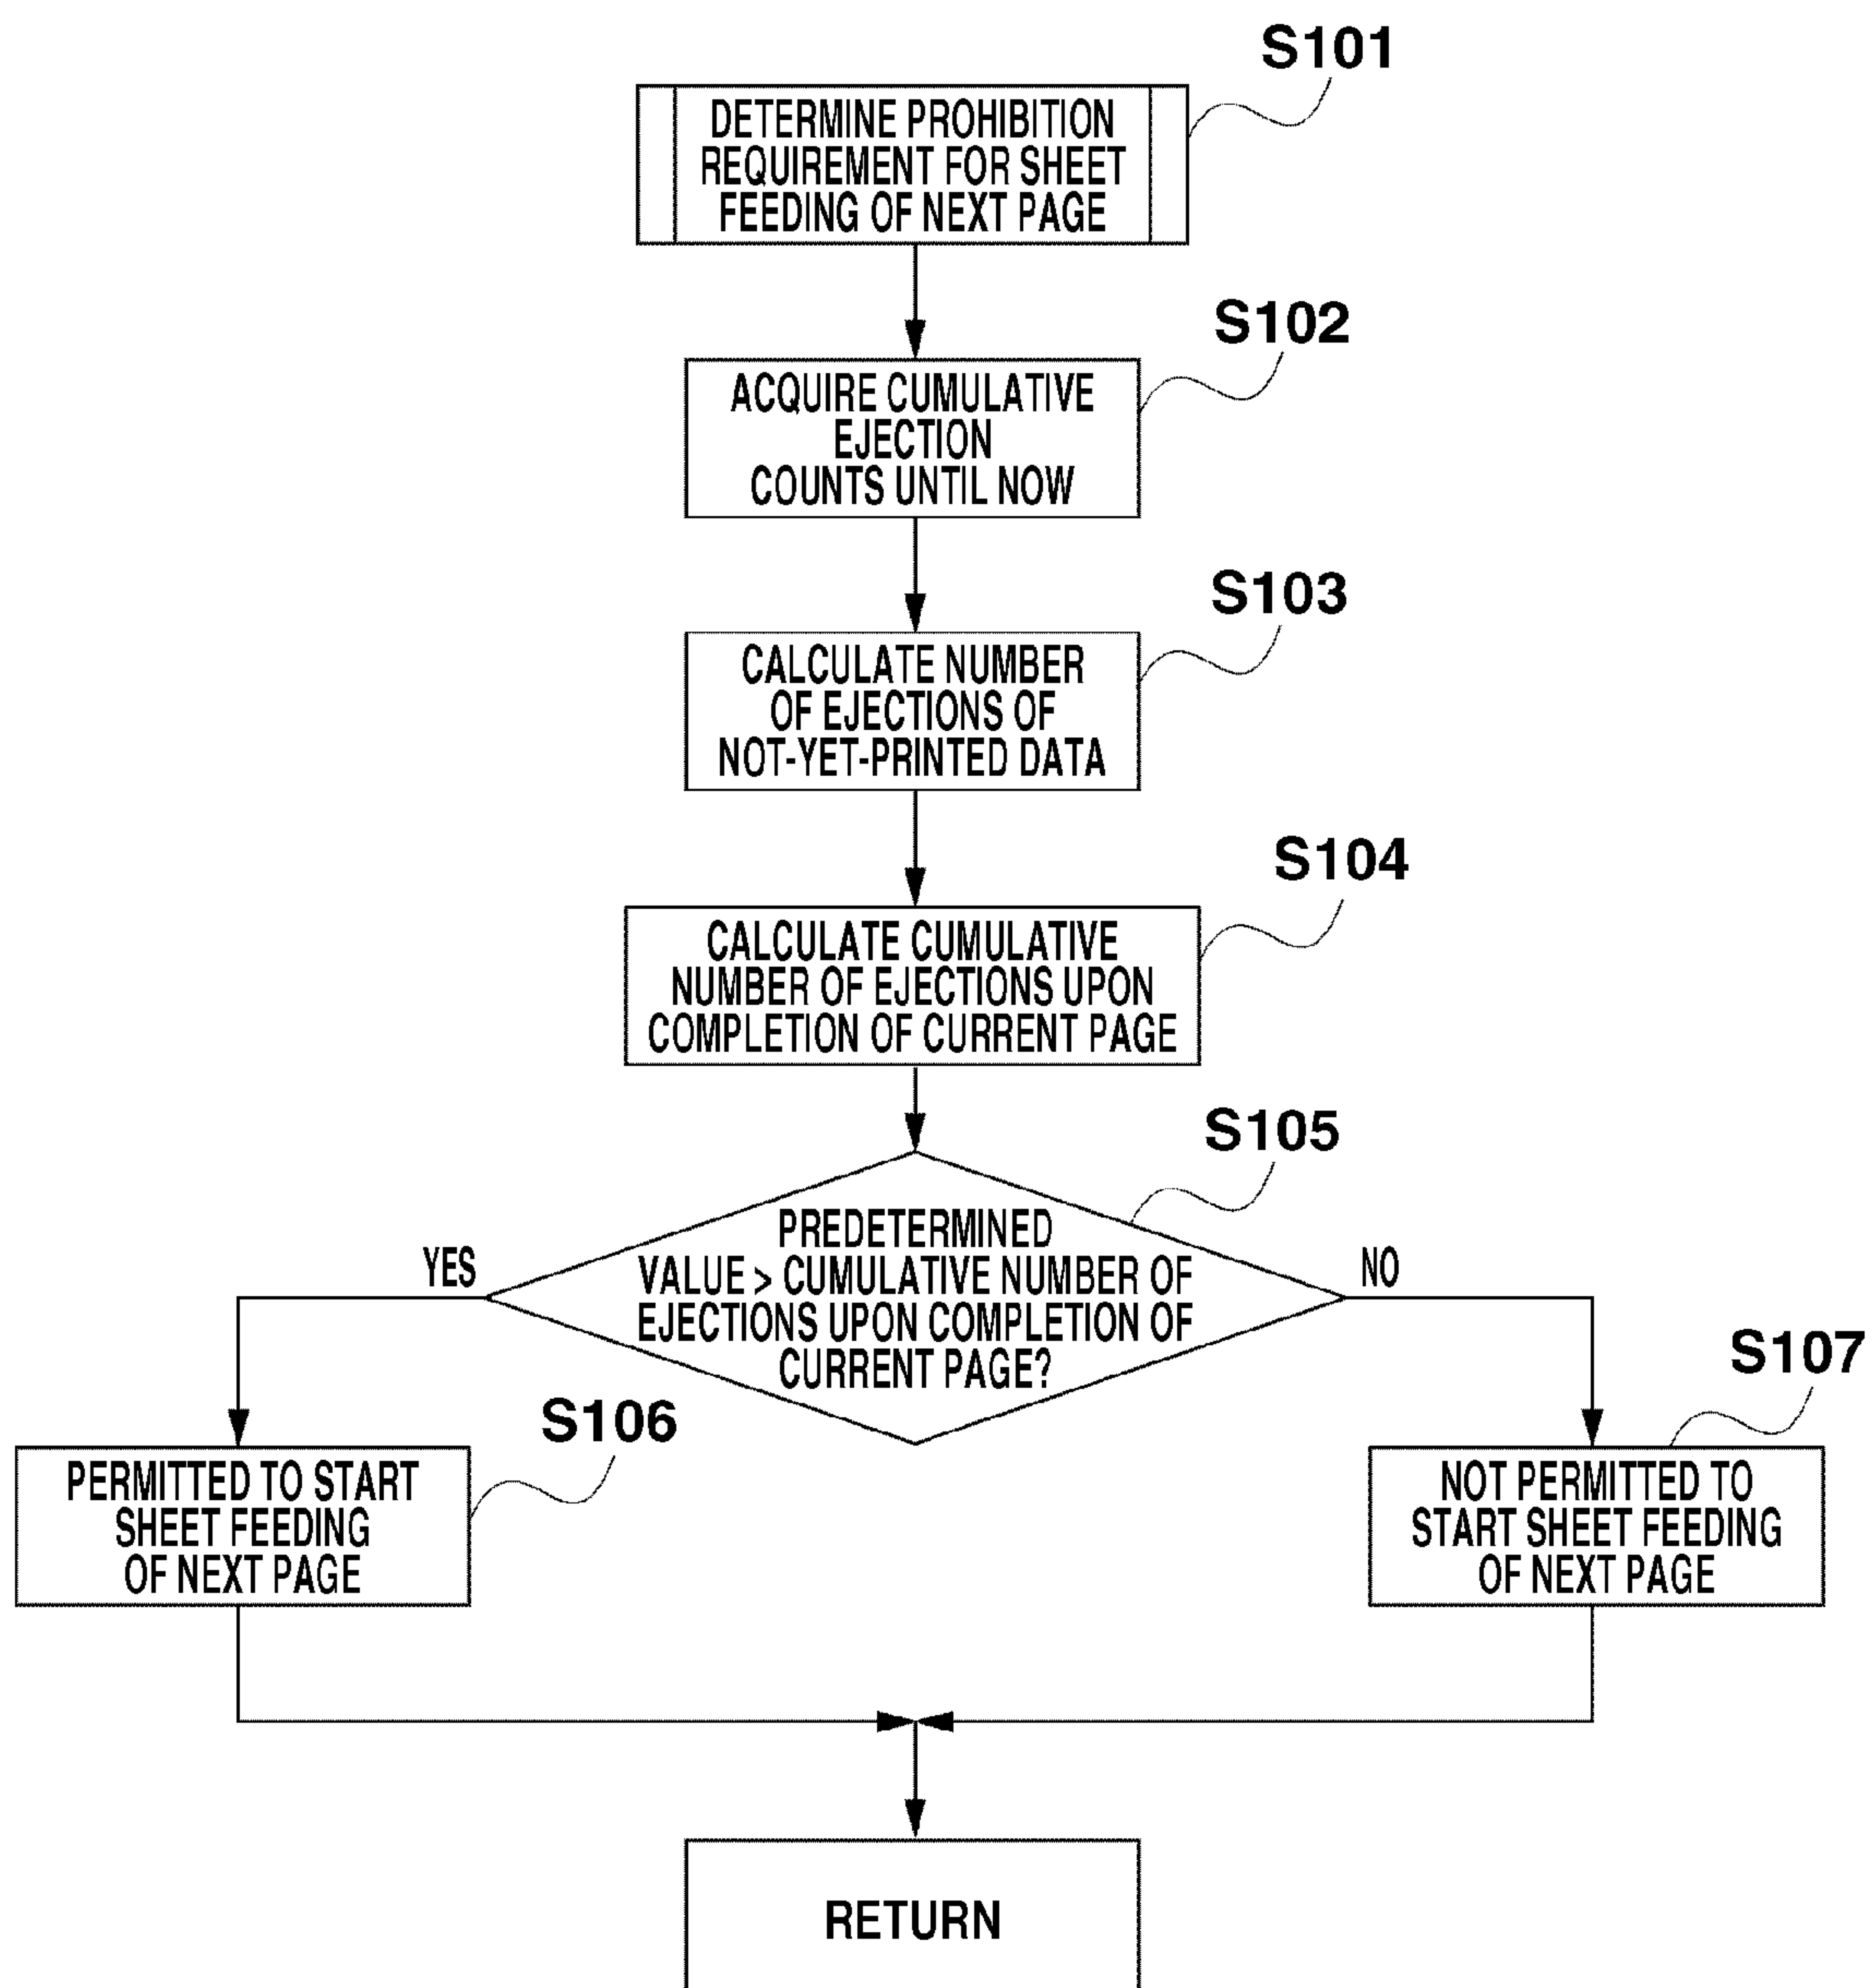 S101
DETERMINE PROHIBITION
REQUIREMENT FOR SHEET
FEEDING OF NEXT PAGE
S102
ACQUIRE CUMULATIVE
EJECTION
COUNTS UNTIL NOW
S103
CALCULATE NUMBER
OF EJECTIONS OF
NOT-YET-PRINTED DATA
S104
CALCULATE CUMULATIVE
NUMBER OF EJECTIONS UPON
COMPLETION OF CURRENT PAGE
S105
PREDETERMINED
VALUE > CUMULATIVE NUMBER OF
EJECTIONS UPON COMPLETION OF
CURRENT PAGE?
YES
NO
S106
PERMITTED TO START
SHEET FEEDING
OF NEXT PAGE
S107
NOT PERMITTED TO
START SHEET FEEDING
OF NEXT PAGE
RETURN